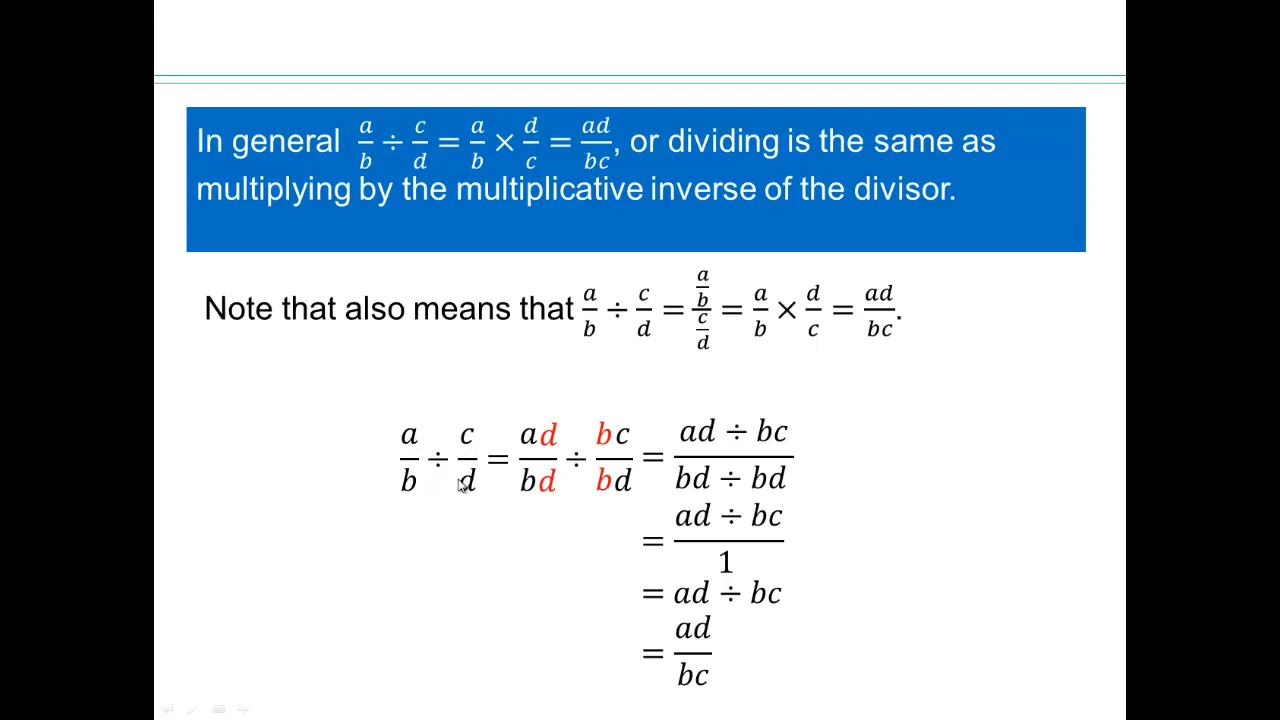 In general a/b ÷ c/d = a/b × d/c = ad/bc, or dividing is the same as
multiplying by the multiplicative inverse of the divisor.
Note that also means that a/b ÷ c/d = (a/b)/(c/d) = a/b × d/c = ad/bc.
a/b ÷ c/d = ad/bd ÷ bc/bd = (ad ÷ bc)/(bd ÷ bd)
= (ad ÷ bc)/1
= ad ÷ bc
= ad/bc